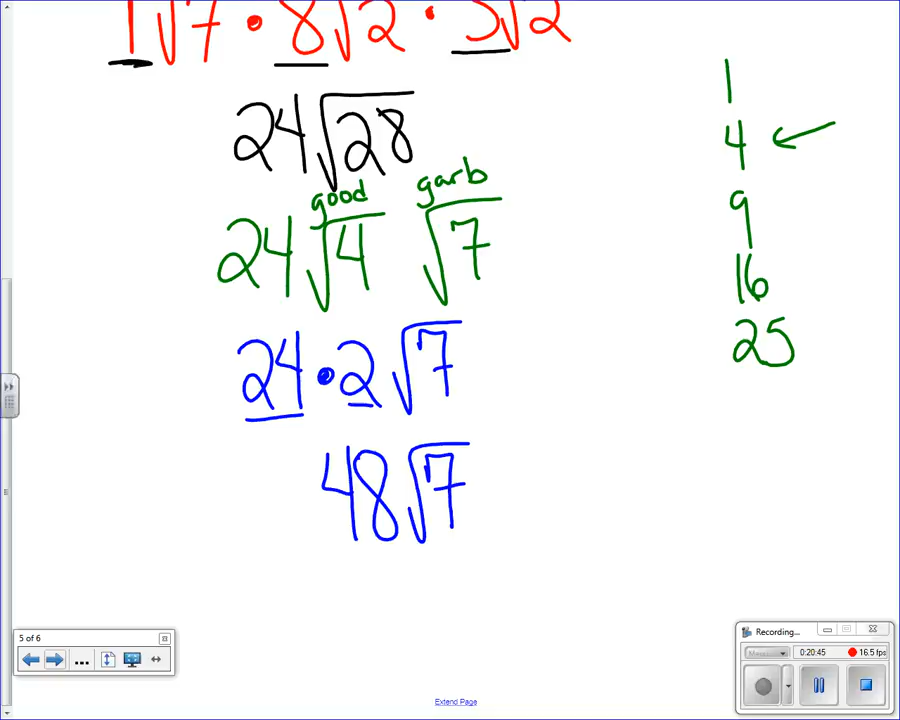 1√7 • 8√2 • 3√2
24√28
good garb
24√4 √7
24 • 2√7
48√7
1
4
9
16
25
5 of 6
...
Recording...
0:20:45
16.5 fps
Extend Page